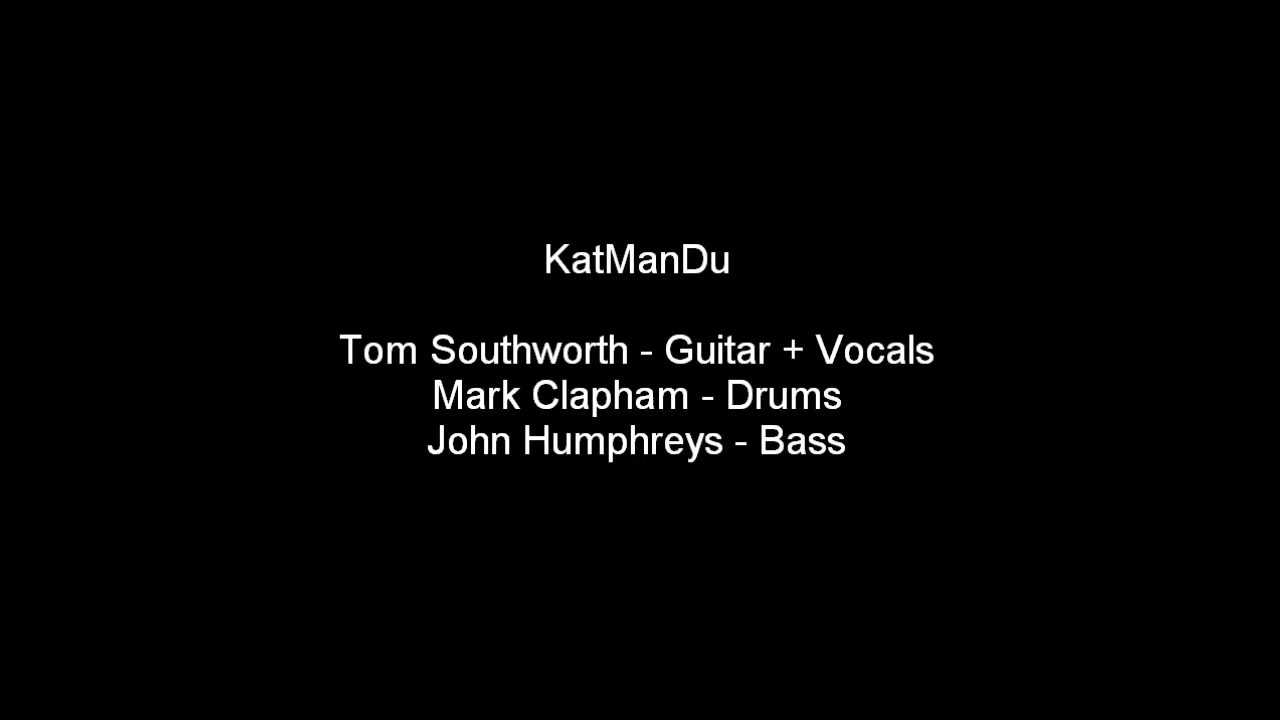 KatManDu
Tom Southworth - Guitar + Vocals
Mark Clapham - Drums
John Humphreys - Bass